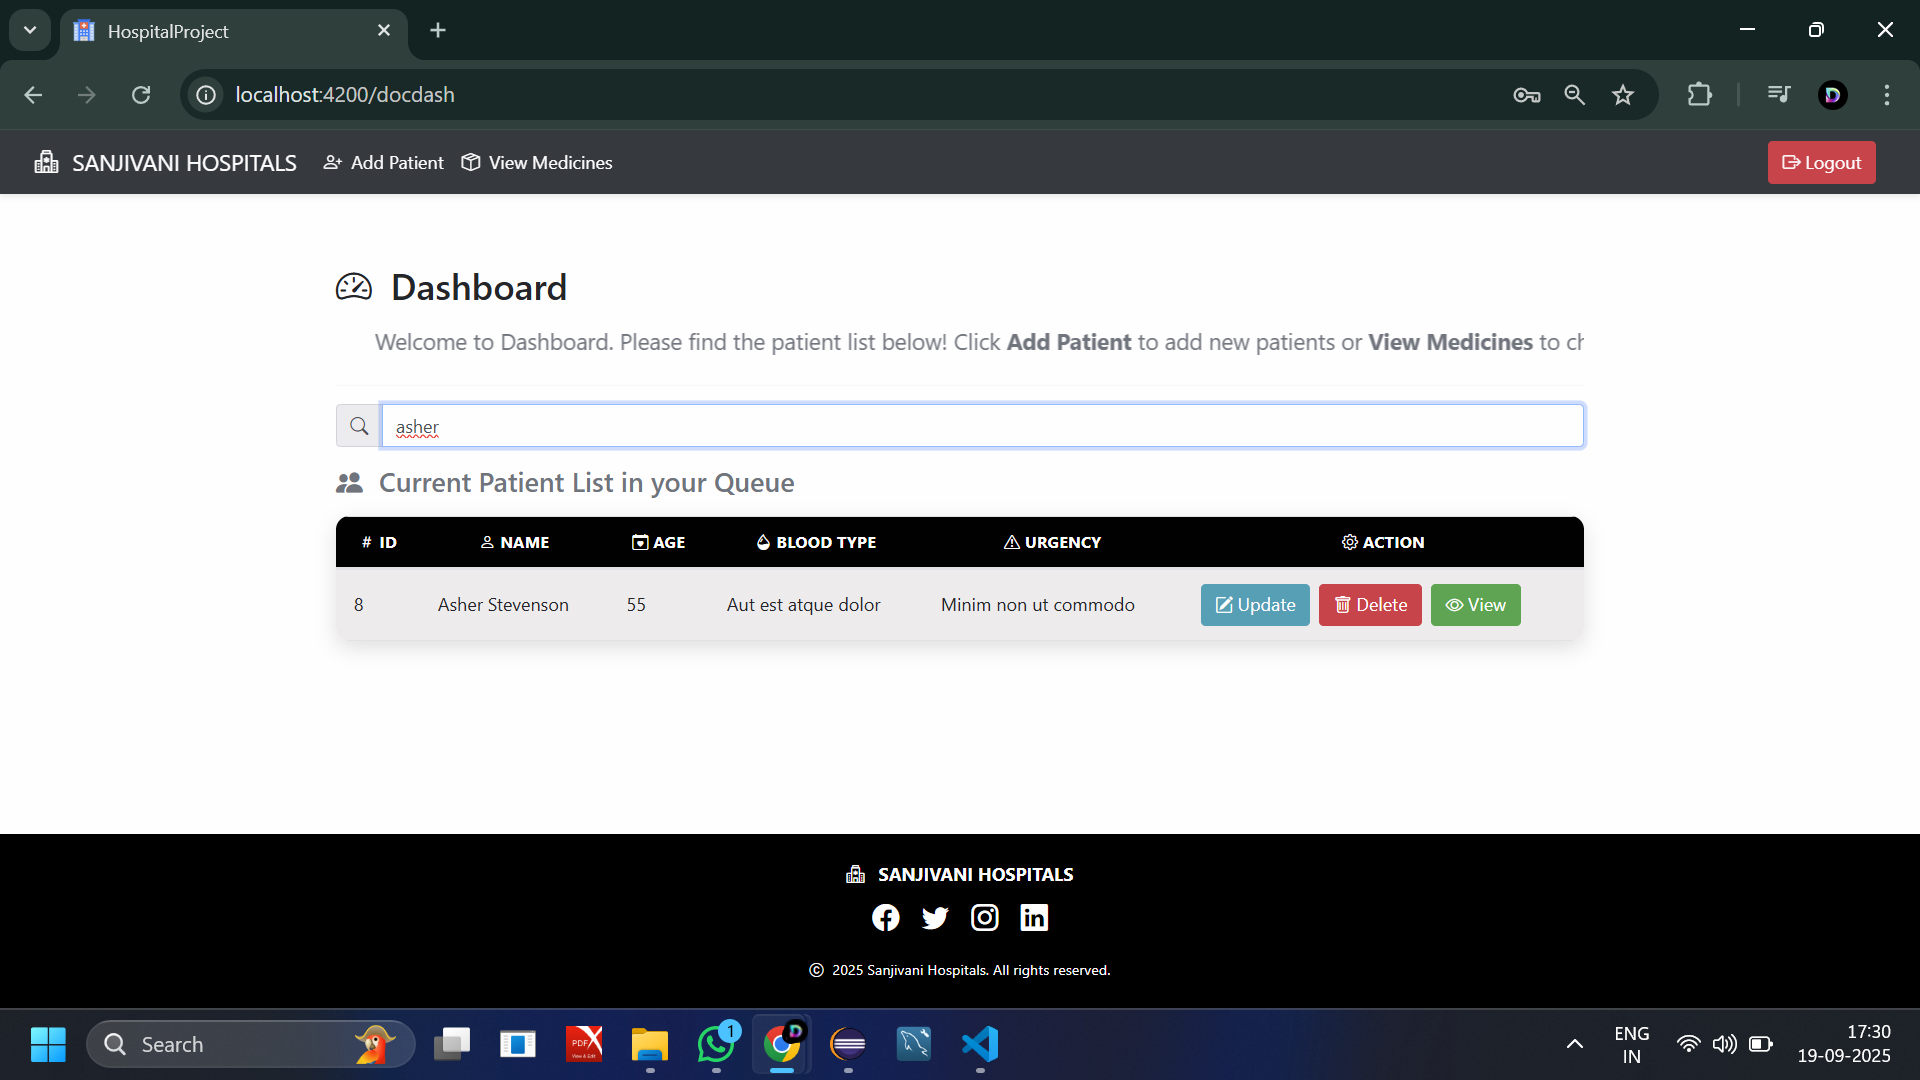 HospitalProject
localhost:4200/docdash
SANJIVANI HOSPITALS Add Patient View Medicines Logout
Dashboard
Welcome to Dashboard. Please find the patient list below! Click Add Patient to add new patients or View Medicines to ch
asher
Current Patient List in your Queue
# ID NAME AGE BLOOD TYPE URGENCY ACTION
8 Asher Stevenson 55 Aut est atque dolor Minim non ut commodo Update Delete View
SANJIVANI HOSPITALS
© 2025 Sanjivani Hospitals. All rights reserved.
Search PDF X View & Edit 1 D ENG IN 17:30
19-09-2025